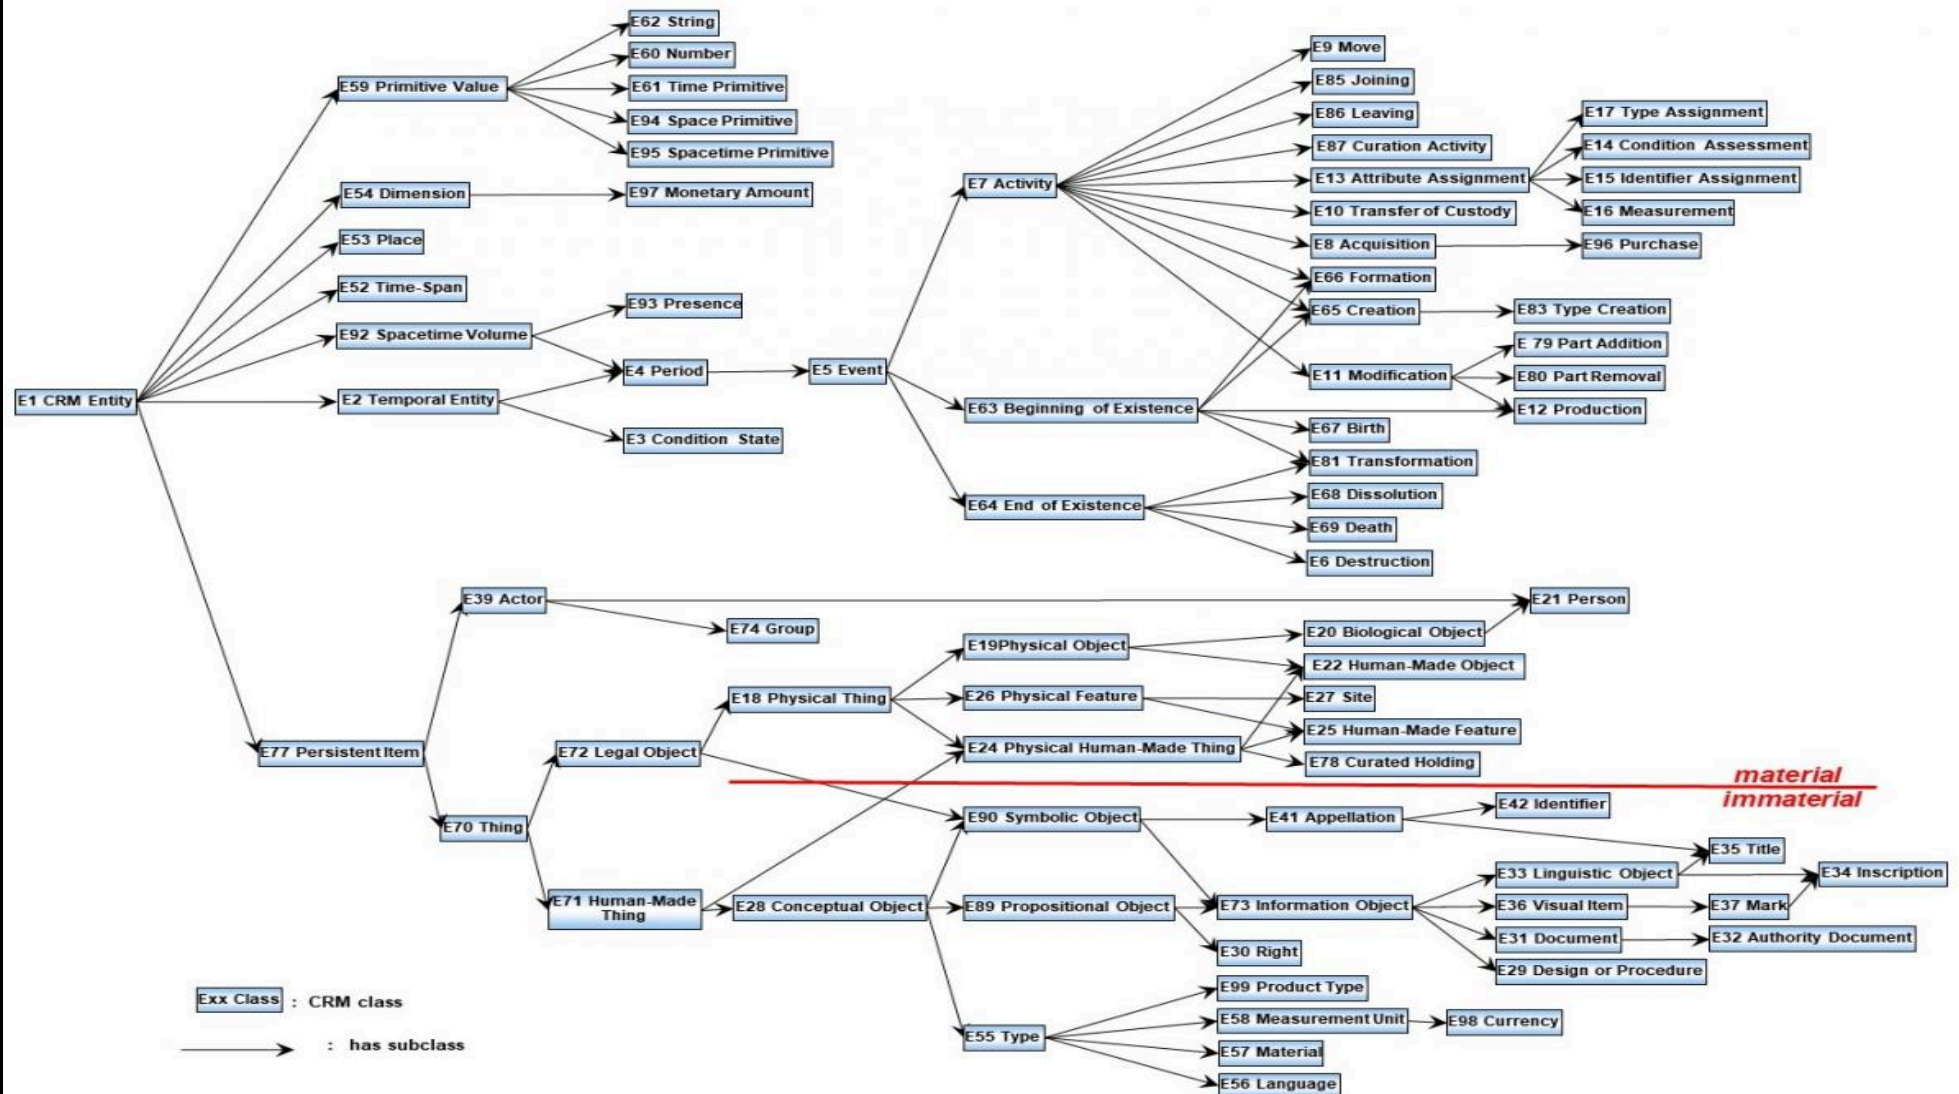 E62 String
E60 Number
E59 Primitive Value
E61 Time Primitive
E94 Space Primitive
E95 Spacetime Primitive
E54 Dimension
E97 Monetary Amount
E53 Place
E52 Time-Span
E93 Presence
E92 Spacetime Volume
E4 Period
E5 Event
E1 CRM Entity
E2 Temporal Entity
E3 Condition State
E9 Move
E85 Joining
E86 Leaving
E17 Type Assignment
E87 Curation Activity
E14 Condition Assessment
E7 Activity
E13 Attribute Assignment
E15 Identifier Assignment
E10 Transfer of Custody
E16 Measurement
E8 Acquisition
E96 Purchase
E66 Formation
E65 Creation
E83 Type Creation
E 79 Part Addition
E11 Modification
E80 Part Removal
E63 Beginning of Existence
E12 Production
E67 Birth
E81 Transformation
E64 End of Existence
E68 Dissolution
E69 Death
E6 Destruction
E39 Actor
E21 Person
E74 Group
E20 Biological Object
E19Physical Object
E22 Human-Made Object
E18 Physical Thing
E26 Physical Feature
E27 Site
E25 Human-Made Feature
E77 Persistent Item
E72 Legal Object
E24 Physical Human-Made Thing
E78 Curated Holding
material
immaterial
E70 Thing
E90 Symbolic Object
E41 Appellation
E42 Identifier
E35 Title
E33 Linguistic Object
E34 Inscription
E71 Human-Made
Thing
E28 Conceptual Object
E89 Propositional Object
E73 Information Object
E36 Visual Item
E37 Mark
E31 Document
E32 Authority Document
E30 Right
E29 Design or Procedure
E99 Product Type
E58 Measurement Unit
E98 Currency
E55 Type
E57 Material
E56 Language
Exx Class : CRM class
: has subclass